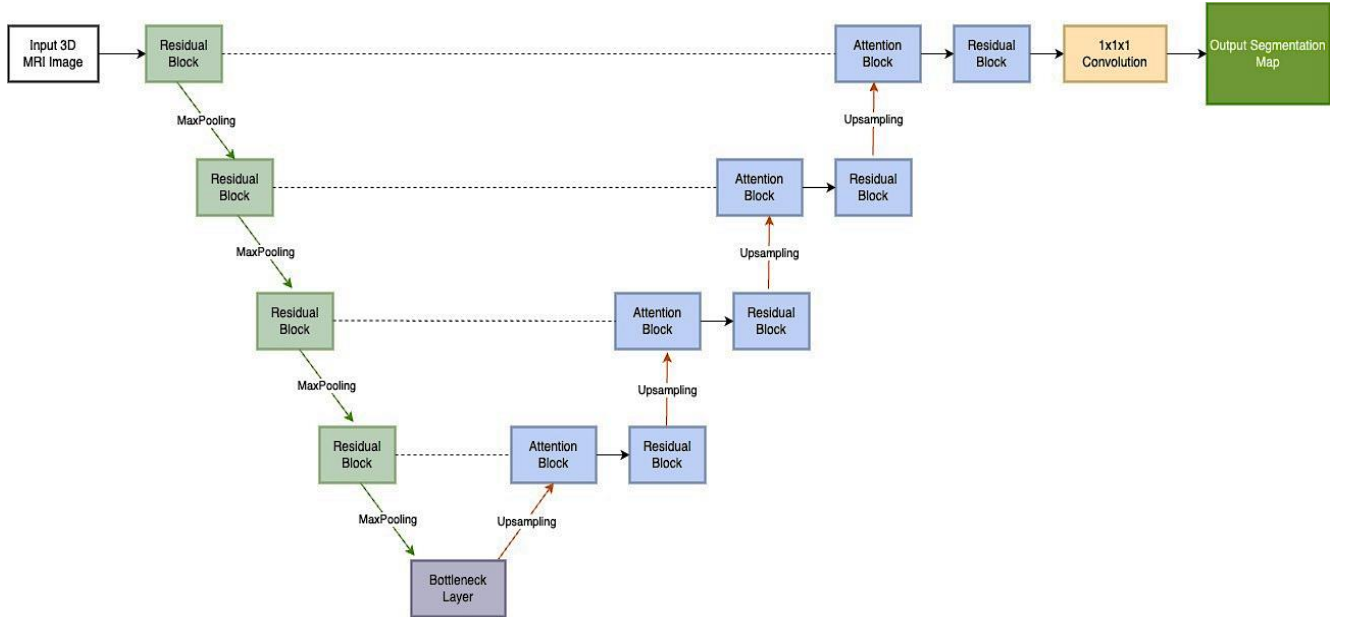 Input 3D
MRI Image
Residual
Block
Attention
Block
Residual
Block
1x1x1
Convolution
Output Segmentation
Map
MaxPooling
Upsampling
Residual
Block
Attention
Block
Residual
Block
MaxPooling
Upsampling
Residual
Block
Attention
Block
Residual
Block
MaxPooling
Upsampling
Residual
Block
Attention
Block
Residual
Block
MaxPooling
Upsampling
Bottleneck
Layer